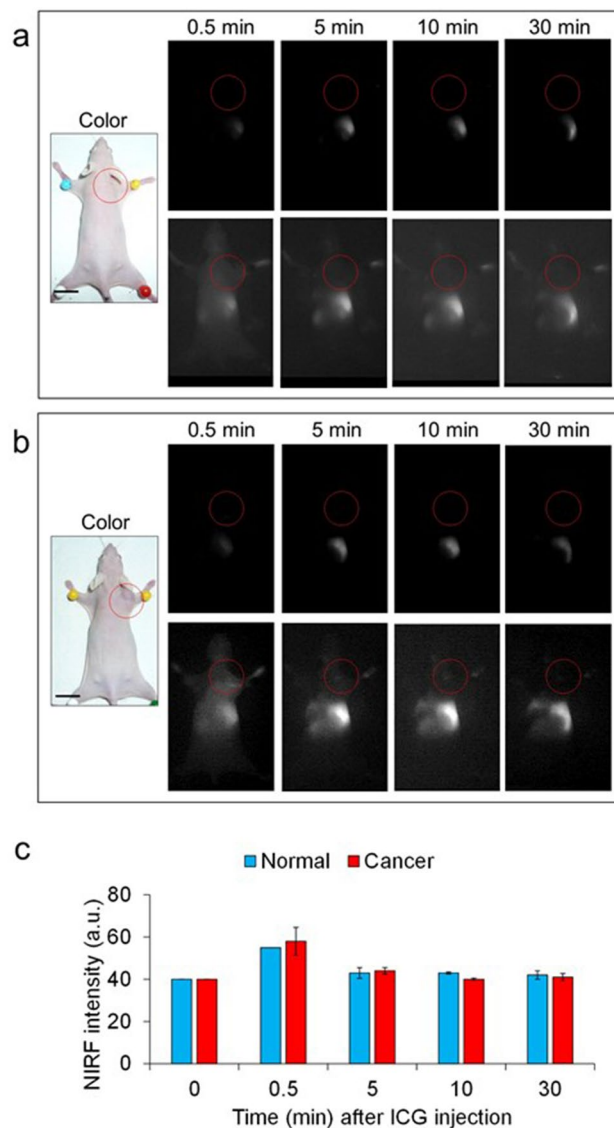 a
0.5 min 5 min 10 min 30 min
Color
b
0.5 min 5 min 10 min 30 min
Color
c
Normal Cancer
NIRF intensity (a.u.)
80
60
40
20
0
0 0.5 5 10 30
Time (min) after ICG injection